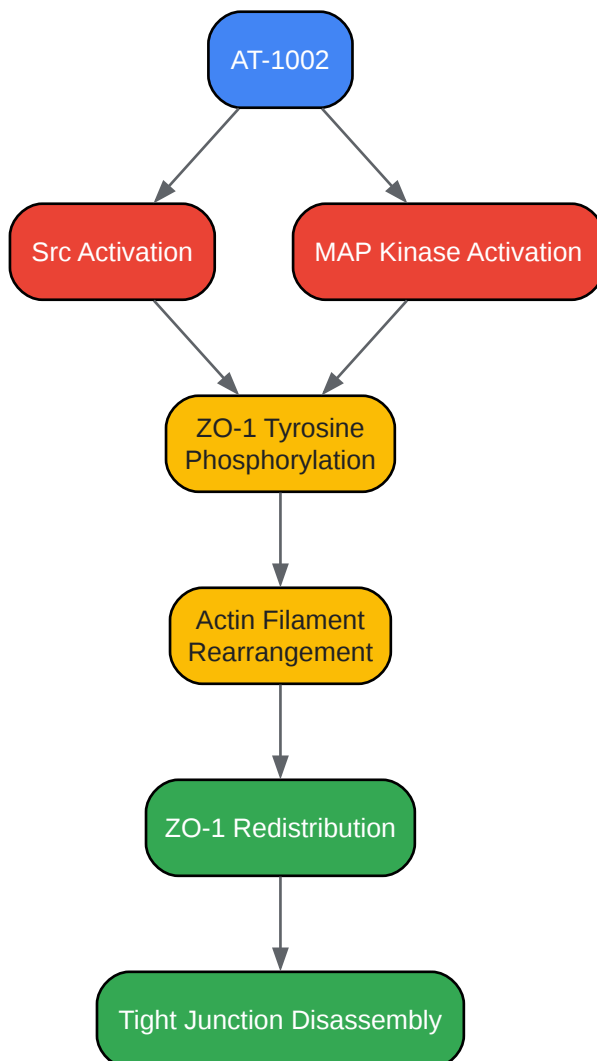 AT-1002
Src Activation
MAP Kinase Activation
ZO-1 Tyrosine
Phosphorylation
Actin Filament
Rearrangement
ZO-1 Redistribution
Tight Junction Disassembly